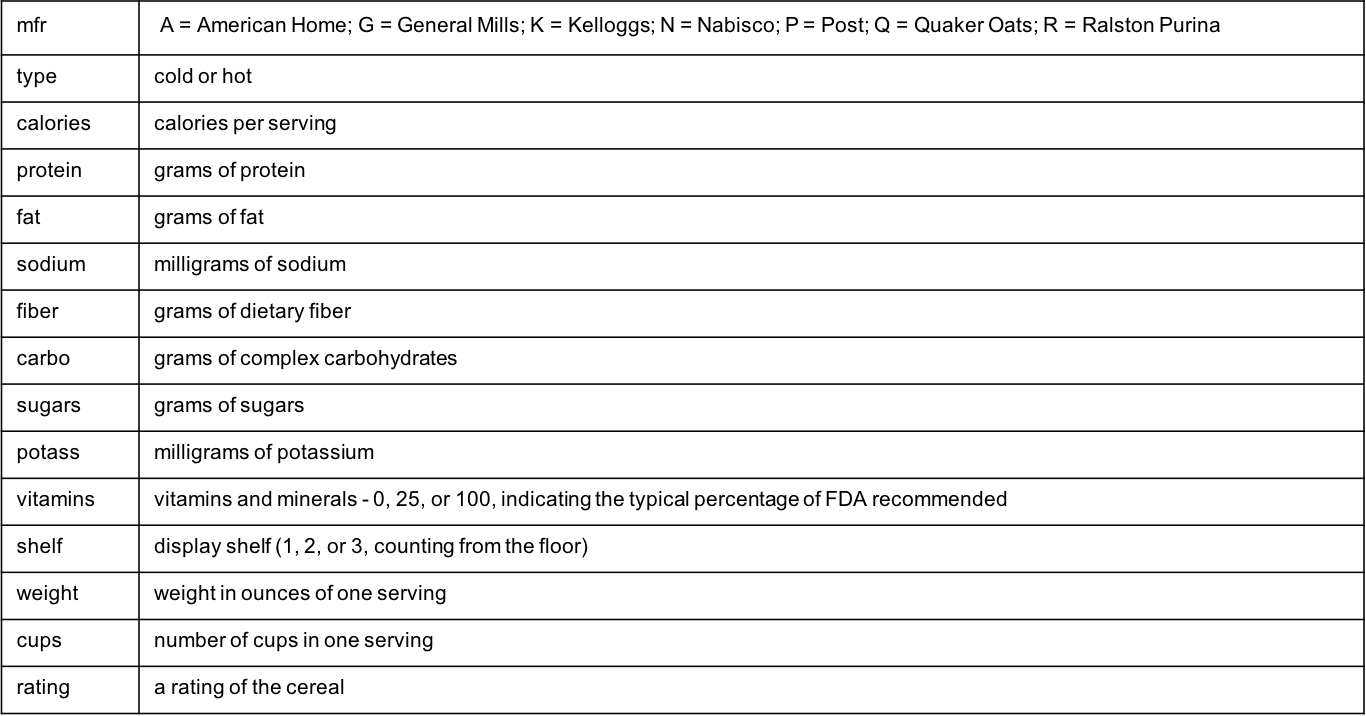 mfr A = American Home; G = General Mills; K = Kelloggs; N = Nabisco; P = Post; Q = Quaker Oats; R = Ralston Purina
type cold or hot
calories calories per serving
protein grams of protein
fat grams of fat
sodium milligrams of sodium
fiber grams of dietary fiber
carbo grams of complex carbohydrates
sugars grams of sugars
potass milligrams of potassium
vitamins vitamins and minerals - 0, 25, or 100, indicating the typical percentage of FDA recommended
shelf display shelf (1, 2, or 3, counting from the floor)
weight weight in ounces of one serving
cups number of cups in one serving
rating a rating of the cereal